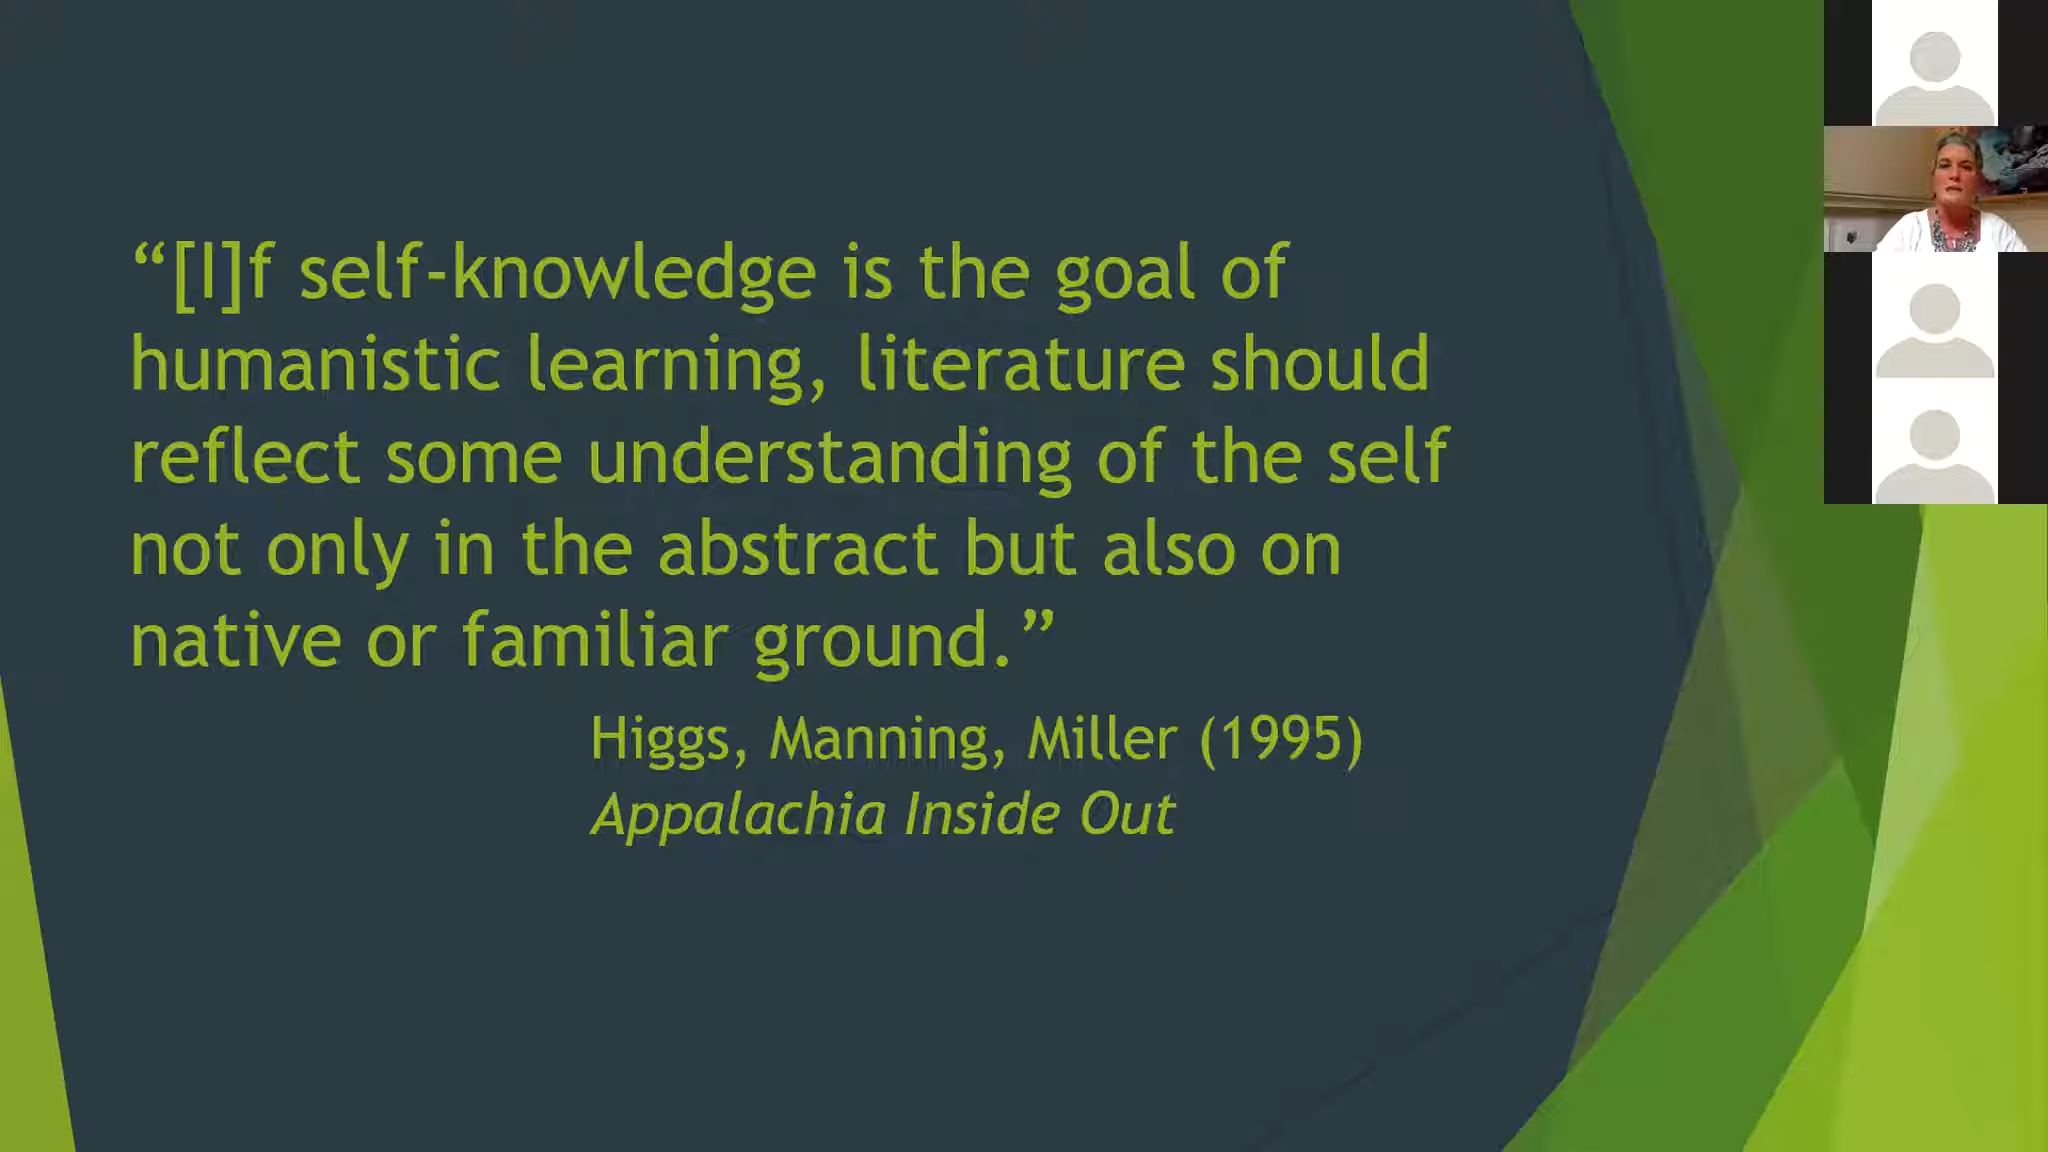 “[I]f self-knowledge is the goal of
humanistic learning, literature should
reflect some understanding of the self
not only in the abstract but also on
native or familiar ground.”
Higgs, Manning, Miller (1995)
Appalachia Inside Out